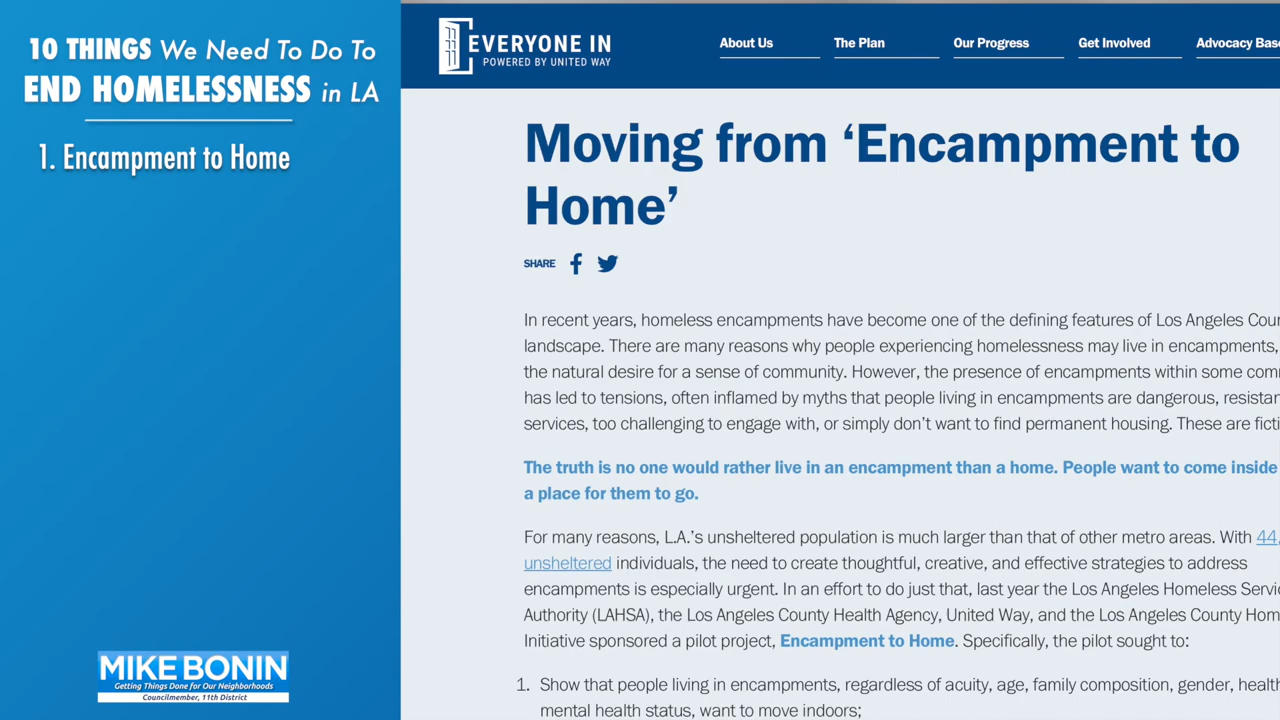 10 THINGS We Need To Do To
END HOMELESSNESS in LA
1. Encampment to Home
MIKE BONIN
Getting Things Done for Our Neighborhoods
Councilmember, 11th District
EVERYONE IN
POWERED BY UNITED WAY
About Us The Plan Our Progress Get Involved Advocacy
Moving from ‘Encampment to
Home’
SHARE
In recent years, homeless encampments have become one of the defining features of Los Angeles
landscape. There are many reasons why people experiencing homelessness may live in encampments,
the natural desire for a sense of community. However, the presence of encampments within some
has led to tensions, often inflamed by myths that people living in encampments are dangerous,
services, too challenging to engage with, or simply don’t want to find permanent housing. These are
The truth is no one would rather live in an encampment than a home. People want to come inside
a place for them to go.
For many reasons, L.A.’s unsheltered population is much larger than that of other metro areas. With 44,
unsheltered individuals, the need to create thoughtful, creative, and effective strategies to address
encampments is especially urgent. In an effort to do just that, last year the Los Angeles Homeless
Authority (LAHSA), the Los Angeles County Health Agency, United Way, and the Los Angeles County
Initiative sponsored a pilot project, Encampment to Home. Specifically, the pilot sought to:
1. Show that people living in encampments, regardless of acuity, age, family composition, gender,
mental health status, want to move indoors;